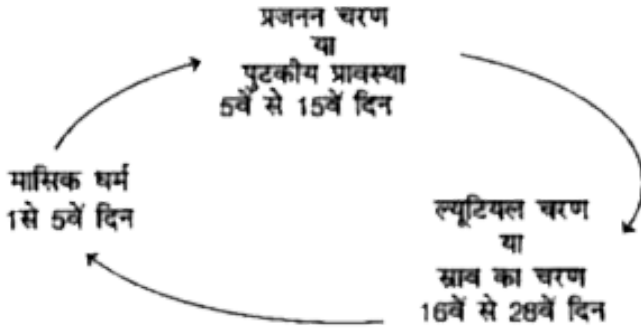 प्रजनन चरण
या
पुटकीय प्रावस्था
5वें से 15वें दिन
मासिक धर्म
1से 5वें दिन
ल्यूटियल चरण
या
स्राव का चरण
16वें से 28वें दिन